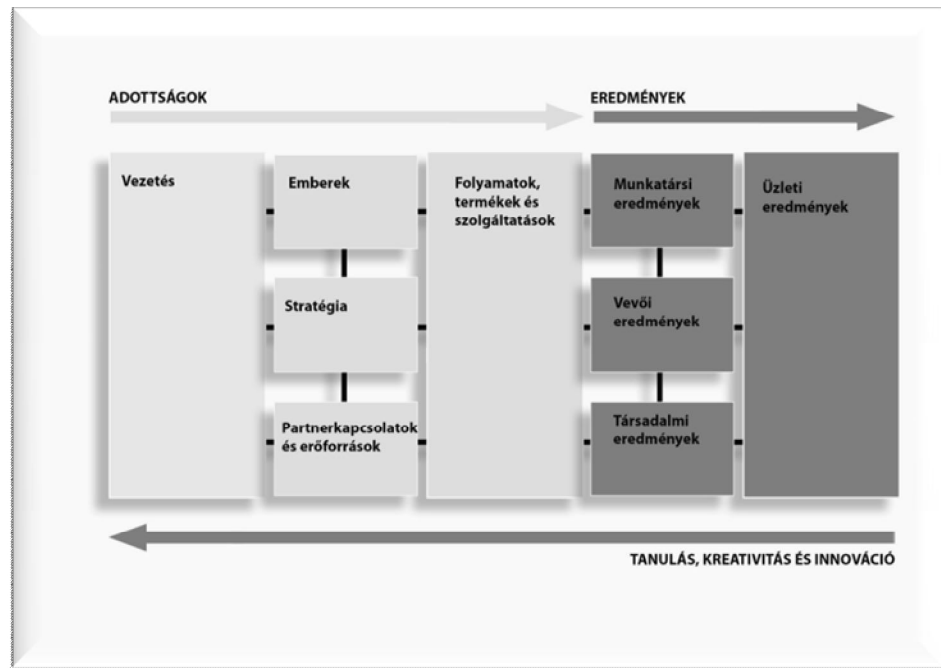 ADOTTSÁGOK
EREDMÉNYEK
Vezetés
Emberek
Stratégia
Partnerkapcsolatok
és erőforrások
Folyamatok,
termékek és
szolgáltatások
Munkatársi
eredmények
Vevői
eredmények
Társadalmi
eredmények
Üzleti
eredmények
TANULÁS, KREATIVITÁS ÉS INNOVÁCIÓ